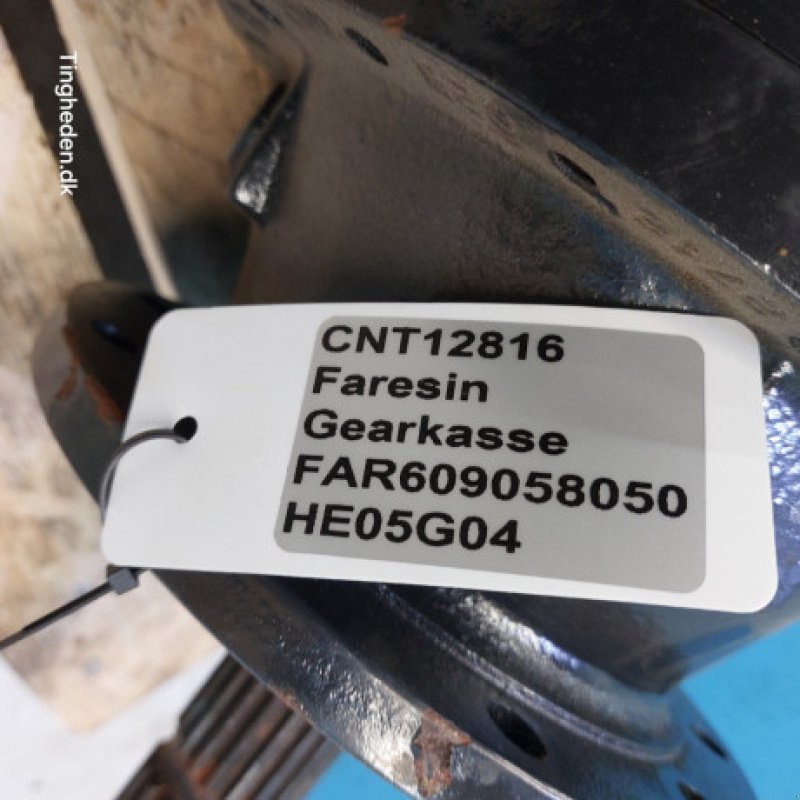 Tingheden.dk
CNT12816
Faresin
Gearkasse
FAR609058050
HE05G04